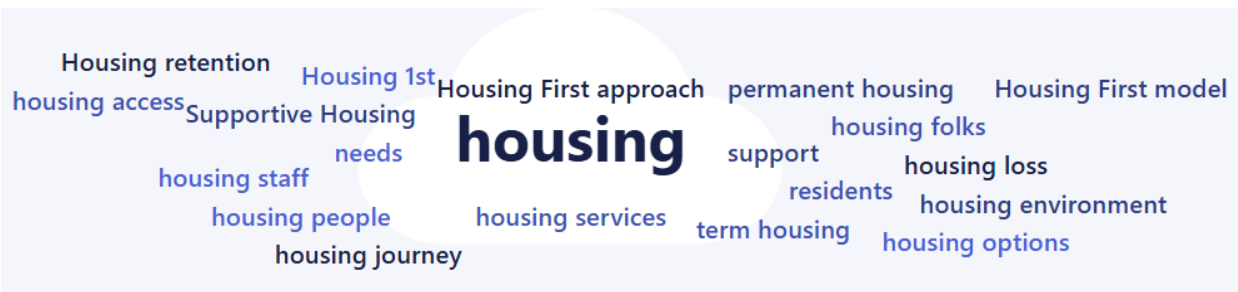 Housing retention
Housing 1st
Housing First approach
permanent housing
Housing First model
housing access
Supportive Housing
housing
housing folks
needs
support
housing loss
housing staff
residents
housing environment
housing people
housing services
term housing
housing options
housing journey